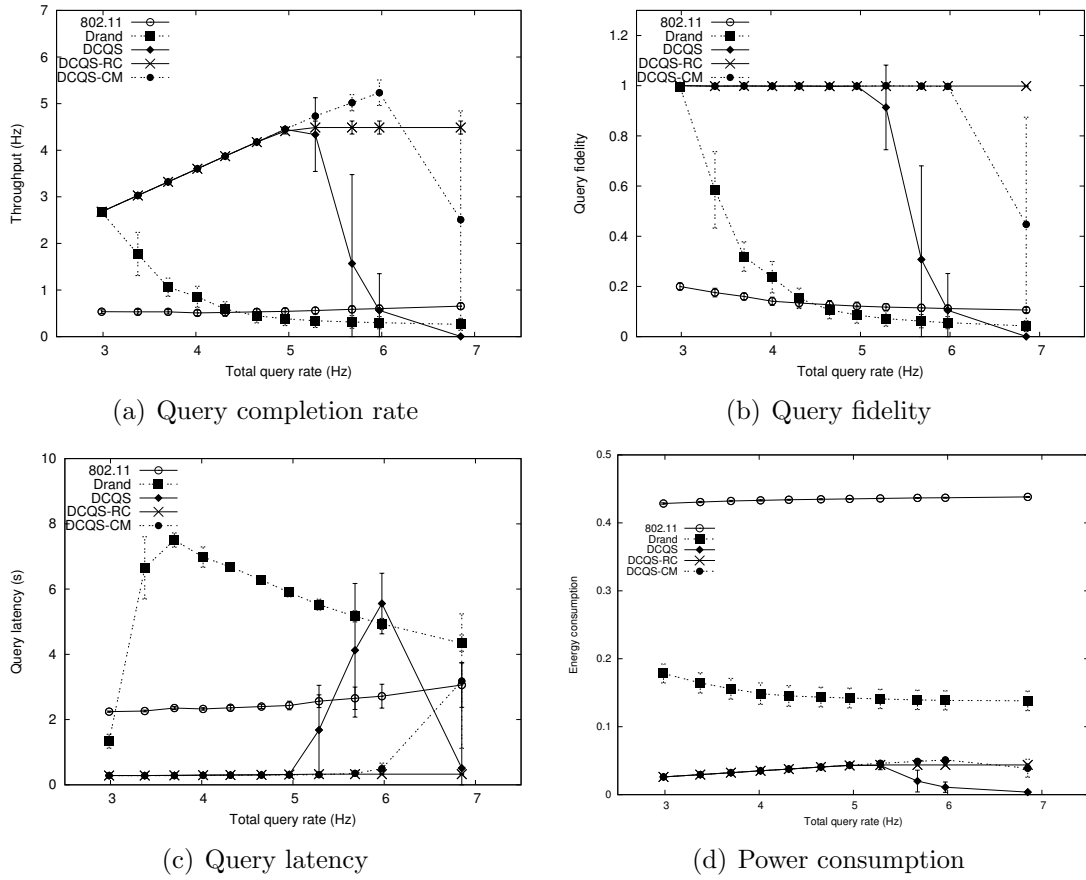 7
6
5
4
3
2
1
0
Throughput (Hz)
802.11
Drand
DCQS
DCQS-RC
DCQS-CM
3 4 5 6 7
Total query rate (Hz)
(a) Query completion rate
1.2
1
0.8
0.6
0.4
0.2
0
Query fidelity
802.11
Drand
DCQS
DCQS-RC
DCQS-CM
3 4 5 6 7
Total query rate (Hz)
(b) Query fidelity
10
8
6
4
2
0
Query latency (s)
802.11
Drand
DCQS
DCQS-RC
DCQS-CM
3 4 5 6 7
Total query rate (Hz)
(c) Query latency
0.5
0.4
0.3
0.2
0.1
0
Energy consumption
802.11
Drand
DCQS
DCQS-RC
DCQS-CM
3 4 5 6 7
Total query rate (Hz)
(d) Power consumption